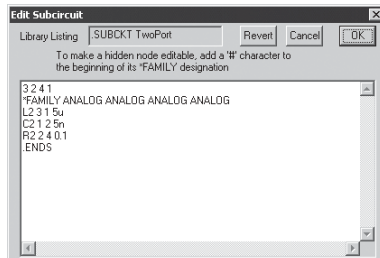 Edit Subcircuit
Library Listing .SUBCKT TwoPort Revert Cancel OK
To make a hidden node editable, add a '#' character to
the beginning of its *FAMILY designation
3 2 4 1
*FAMILY ANALOG ANALOG ANALOG ANALOG
L2 3 1 5u
C2 1 2 5n
R2 2 4 0.1
.ENDS